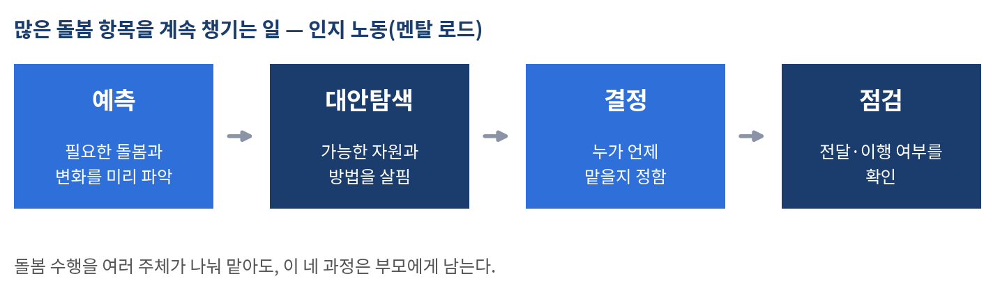 많은 돌봄 항목을 계속 챙기는 일 — 인지 노동(멘탈 로드)
예측
필요한 돌봄과
변화를 미리 파악
대안탐색
가능한 자원과
방법을 살핌
결정
누가 언제
맡을지 정함
점검
전달·이행 여부를
확인
돌봄 수행을 여러 주체가 나눠 맡아도, 이 네 과정은 부모에게 남는다.